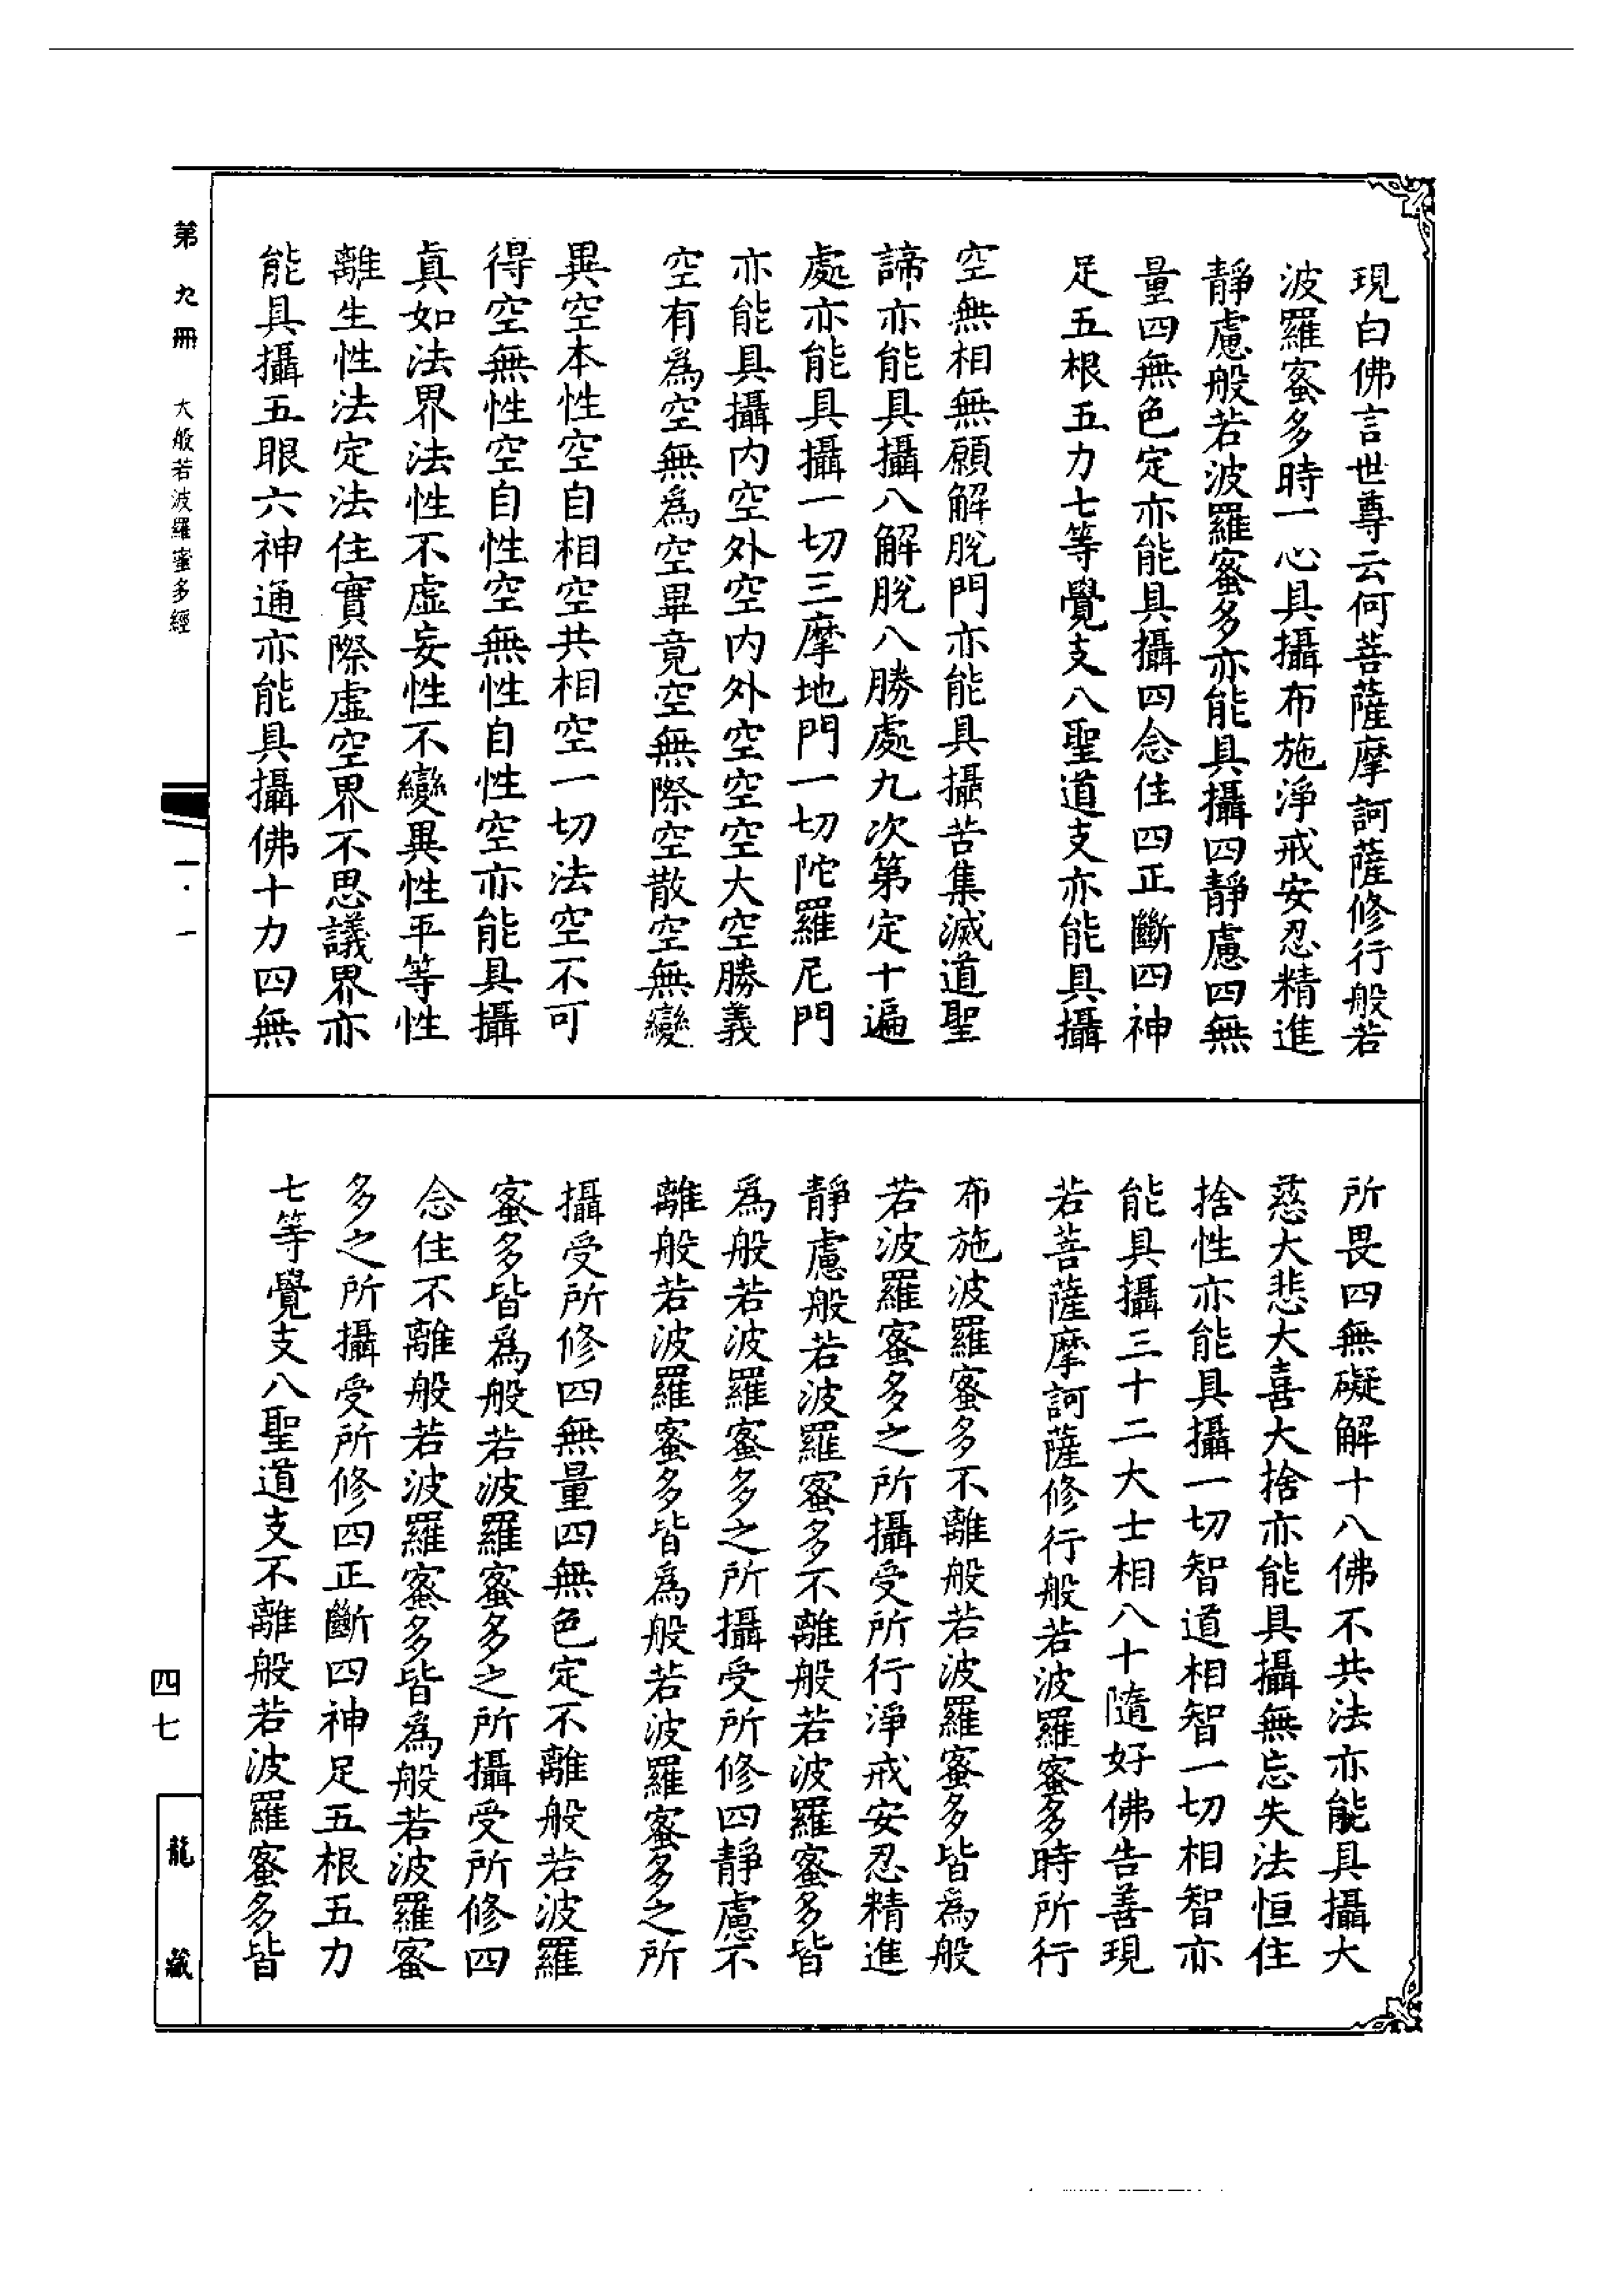 現白佛言世尊云何菩薩摩訶薩修行般若
波羅蜜多時一心具攝布施淨戒安忍精進
靜慮般若波羅蜜多亦能具攝四靜慮四無
量四無色定亦能具攝四念住四正斷四神
足五根五力七等覺支八聖道支亦能具攝
空無相無願解脫門亦能具攝苦集滅道聖
諦亦能具攝八解脫八勝處九次第定十遍
處亦能具攝一切三摩地門一切陀羅尼門
亦能具攝內空外空內外空空空大空勝義
空有為空無為空畢竟空無際空散空無變
異空本性空自相空共相空一切法空不可
得空無性空自性空無性自性空亦能具攝
真如法界法性不虛妄性不變異性平等性
離生性法定法住實際虛空界不思議界亦
能具攝五眼六神通亦能具攝佛十力四無
所畏四無礙解十八佛不共法亦能具攝大
慈大悲大喜大捨亦能具攝無忘失法恒住
捨性亦能具攝一切智道相智一切相智亦
能具攝三十二大士相八十隨好佛告善現
若菩薩摩訶薩修行般若波羅蜜多時所行
布施波羅蜜多不離般若波羅蜜多皆為般
若波羅蜜多之所攝受所行淨戒安忍精進
靜慮般若波羅蜜多不離般若波羅蜜多皆
為般若波羅蜜多之所攝受所修四靜慮不
離般若波羅蜜多皆為般若波羅蜜多之所
攝受所修四無量四無色定不離般若波羅
蜜多皆為般若波羅蜜多之所攝受所修四
念住不離般若波羅蜜多皆為般若波羅蜜
多之所攝受所修四正斷四神足五根五力
七等覺支八聖道支不離般若波羅蜜多皆
第九冊 大般若波羅蜜多經 一·一
四七
龍藏